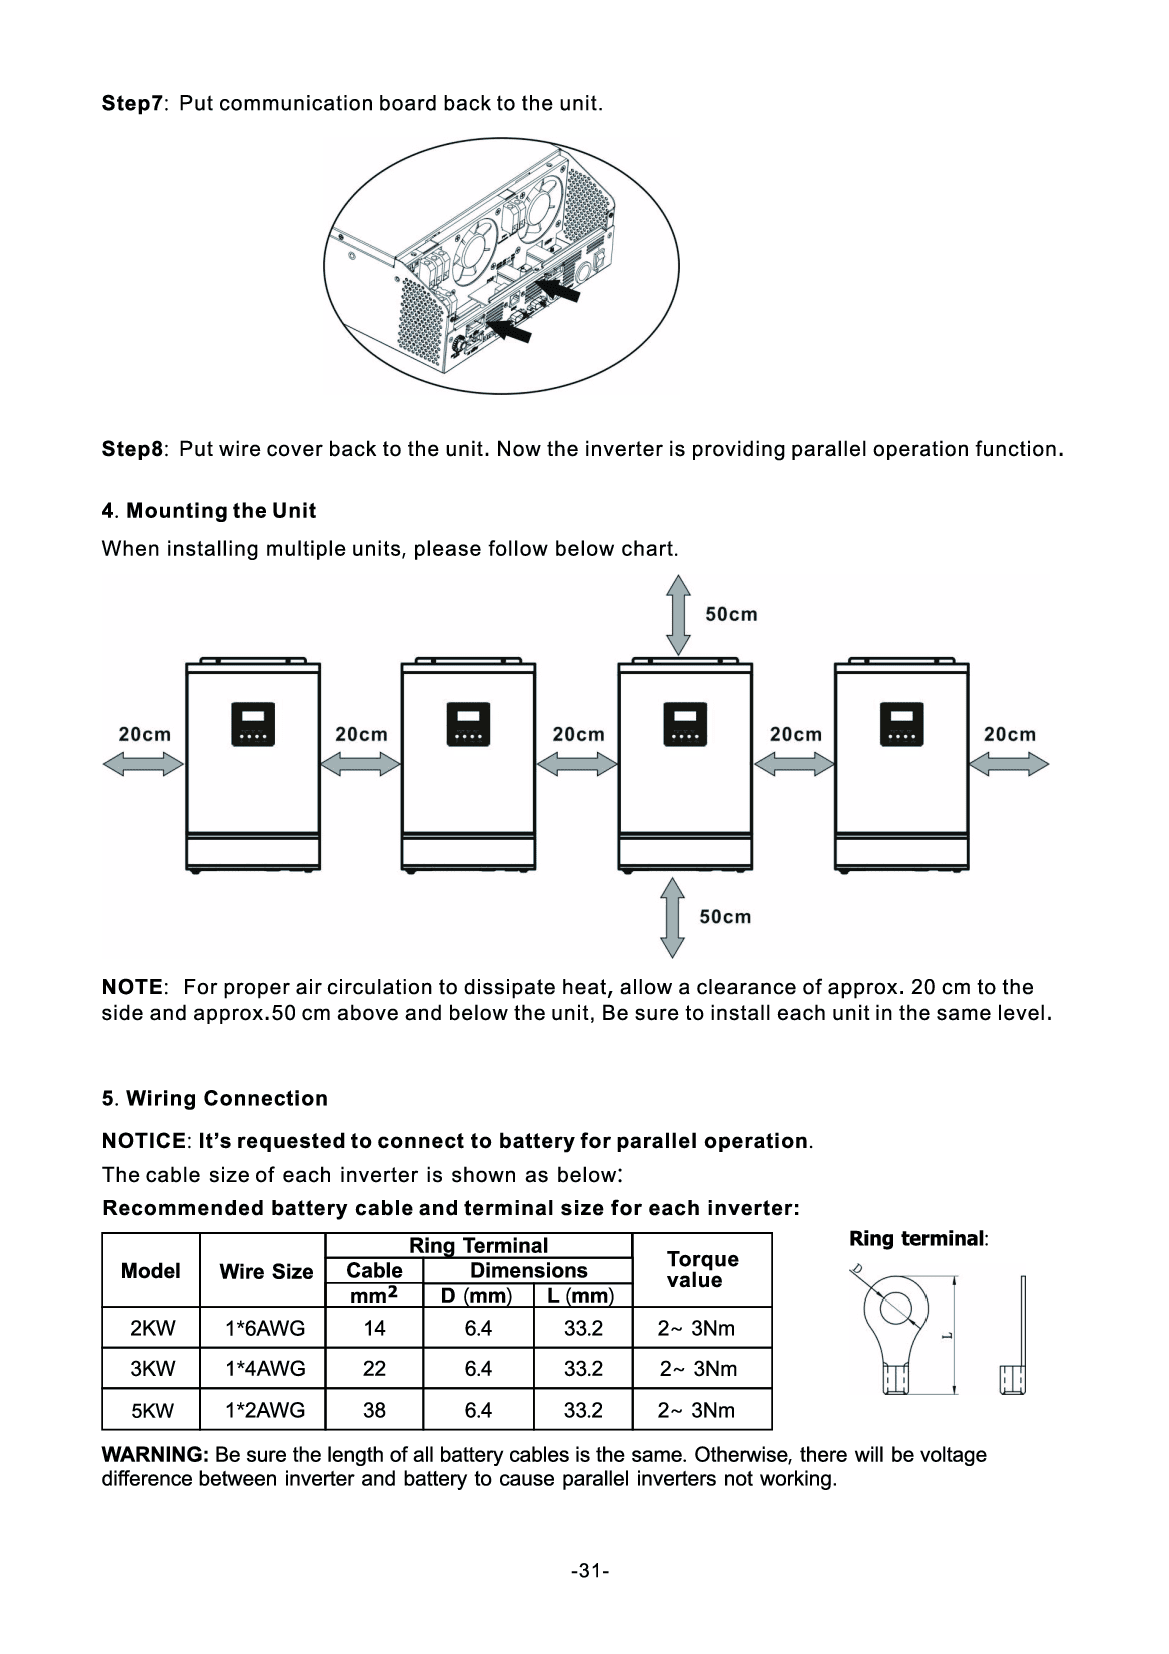 Step7: Put communication board back to the unit.
Step8: Put wire cover back to the unit. Now the inverter is providing parallel operation function.
4. Mounting the Unit
When installing multiple units, please follow below chart.
50cm
20cm 20cm 20cm 20cm 20cm
50cm
NOTE: For proper air circulation to dissipate heat, allow a clearance of approx. 20 cm to the
side and approx.50 cm above and below the unit, Be sure to install each unit in the same level.
5. Wiring Connection
NOTICE: It's requested to connect to battery for parallel operation.
The cable size of each inverter is shown as below:
Recommended battery cable and terminal size for each inverter:
Model Wire Size Ring Terminal Torque value
Cable mm² Dimensions
D (mm) L (mm)
2KW 1*6AWG 14 6.4 33.2 2~ 3Nm
3KW 1*4AWG 22 6.4 33.2 2~ 3Nm
5KW 1*2AWG 38 6.4 33.2 2~ 3Nm
Ring terminal:
D
L
WARNING: Be sure the length of all battery cables is the same. Otherwise, there will be voltage
difference between inverter and battery to cause parallel inverters not working.
-31-